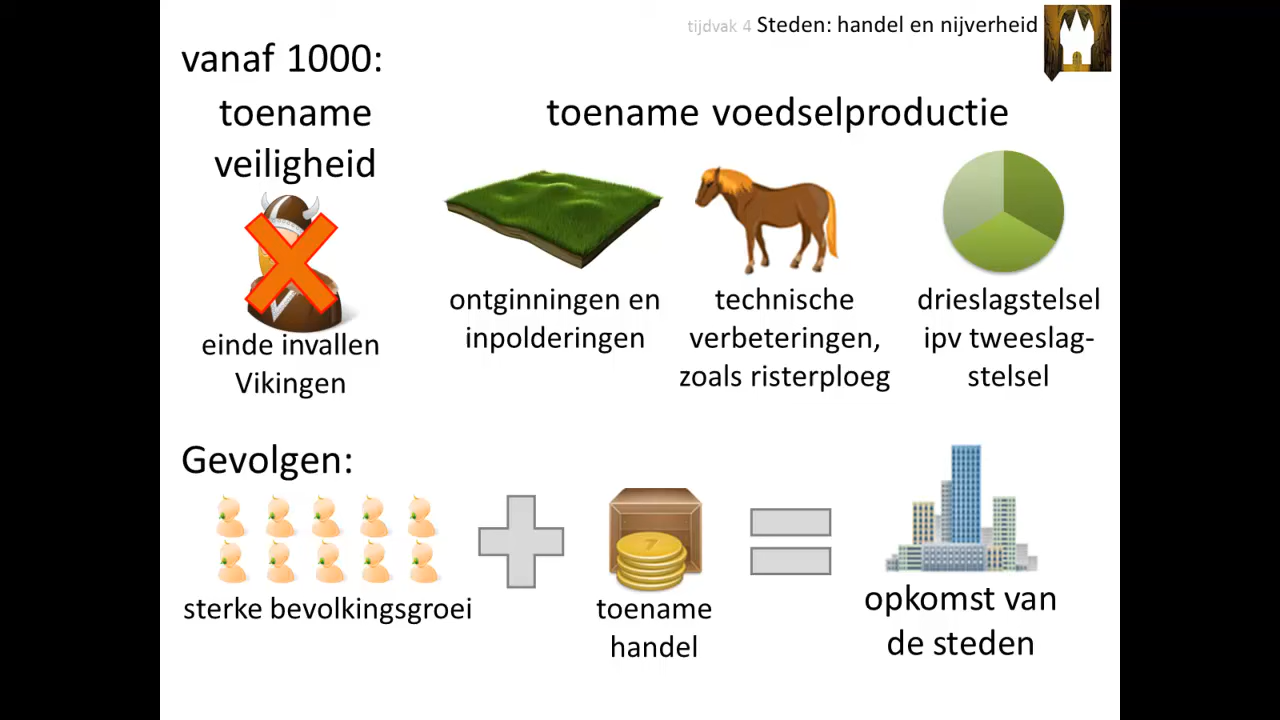 tijdvak 4 Steden: handel en nijverheid
vanaf 1000:
toename
veiligheid
einde invallen
Vikingen
toename voedselproductie
ontginningen en
inpolderingen
technische
verbeteringen,
zoals risterploeg
drieslagstelsel
ipv tweeslag-
stelsel
Gevolgen:
sterke bevolkingsgroei
7
toename
handel
opkomst van
de steden